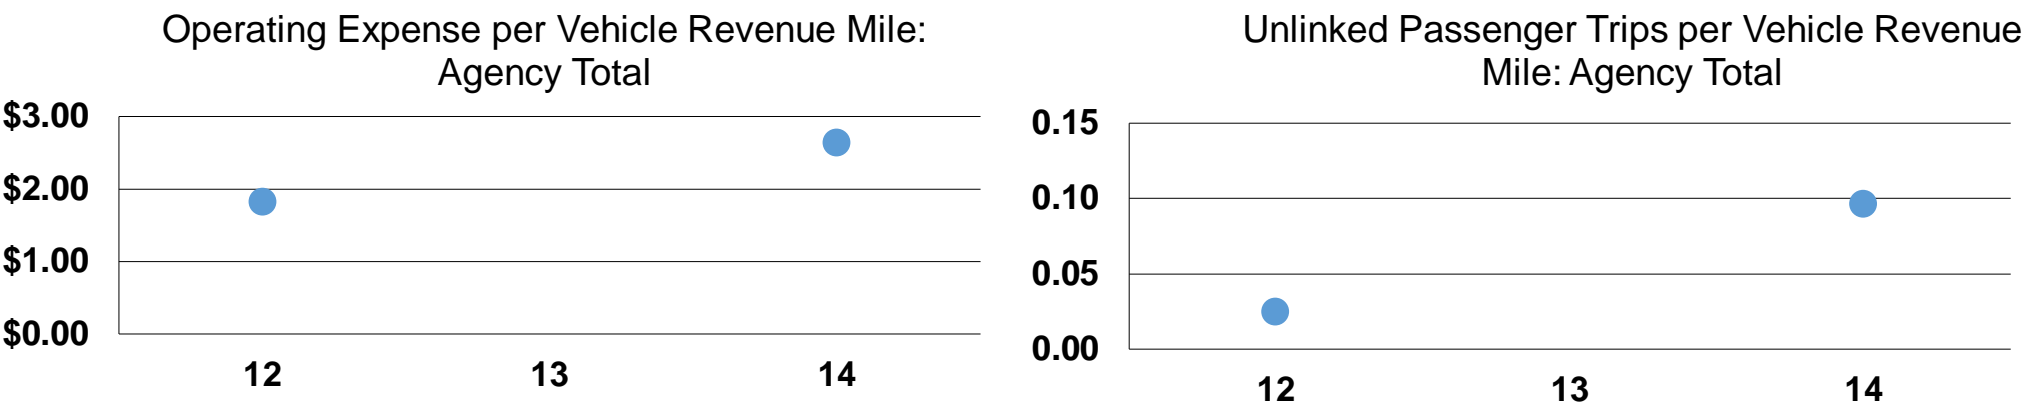 Operating Expense per Vehicle Revenue Mile:
Agency Total
$3.00
$2.00
$1.00
$0.00
12 13 14
Unlinked Passenger Trips per Vehicle Revenue
Mile: Agency Total
0.15
0.10
0.05
0.00
12 13 14